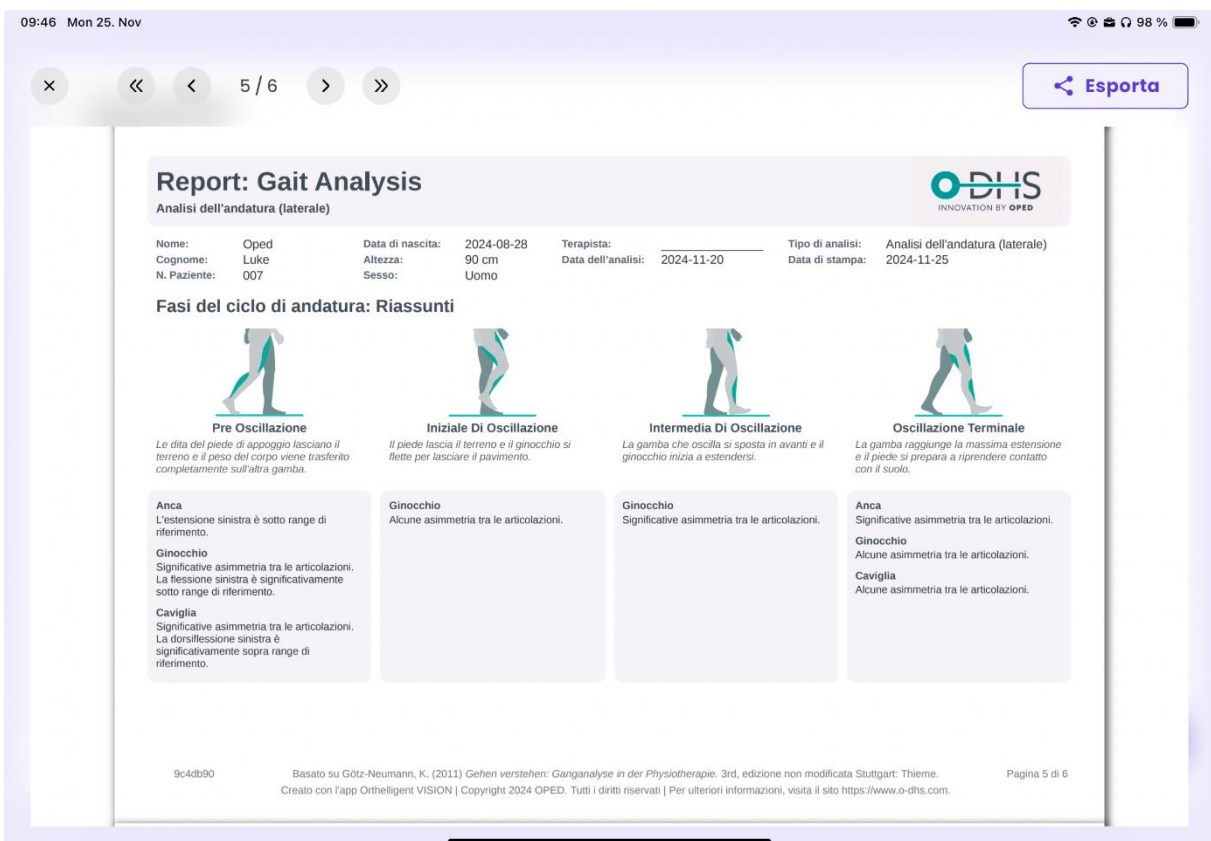 09:46 Mon 25. Nov
98 %
5 / 6
Esporta
Report: Gait Analysis
Analisi dell'andatura (laterale)
O-DHS
INNOVATION BY OPED
Nome: Oped Data di nascita: 2024-08-28 Terapista: Tipo di analisi: Analisi dell'andatura (laterale)
Cognome: Luke Altezza: 90 cm Data dell'analisi: 2024-11-20 Data di stampa: 2024-11-25
N. Paziente: 007 Sesso: Uomo
Fasi del ciclo di andatura: Riassunti
Pre Oscillazione
Le dita del piede di appoggio lasciano il
terreno e il peso del corpo viene trasferito
completamente sull'altra gamba.
Anca
L'estensione sinistra è sotto range di
riferimento.
Ginocchio
Significative asimmetria tra le articolazioni.
La flessione sinistra è significativamente
sotto range di riferimento.
Caviglia
Significative asimmetria tra le articolazioni.
La dorsiflessione sinistra è
significativamente sopra range di
riferimento.
Iniziale Di Oscillazione
Il piede lascia il terreno e il ginocchio si
flette per lasciare il pavimento.
Ginocchio
Alcune asimmetria tra le articolazioni.
Intermedia Di Oscillazione
La gamba che oscilla si sposta in avanti e il
ginocchio inizia a estendersi.
Ginocchio
Significative asimmetria tra le articolazioni.
Oscillazione Terminale
La gamba raggiunge la massima estensione
e il piede si prepara a riprendere contatto
con il suolo.
Anca
Significative asimmetria tra le articolazioni.
Ginocchio
Alcune asimmetria tra le articolazioni.
Caviglia
Alcune asimmetria tra le articolazioni.
9c4db90 Basato su Götz-Neumann, K. (2011) Gehen verstehen: Ganganalyse in der Physiotherapie. 3rd, edizione non modificata Stuttgart: Thieme. Pagina 5 di 6
Creato con l'app Orthelligent VISION | Copyright 2024 OPED. Tutti i diritti riservati | Per ulteriori informazioni, visita il sito https://www.o-dhs.com.